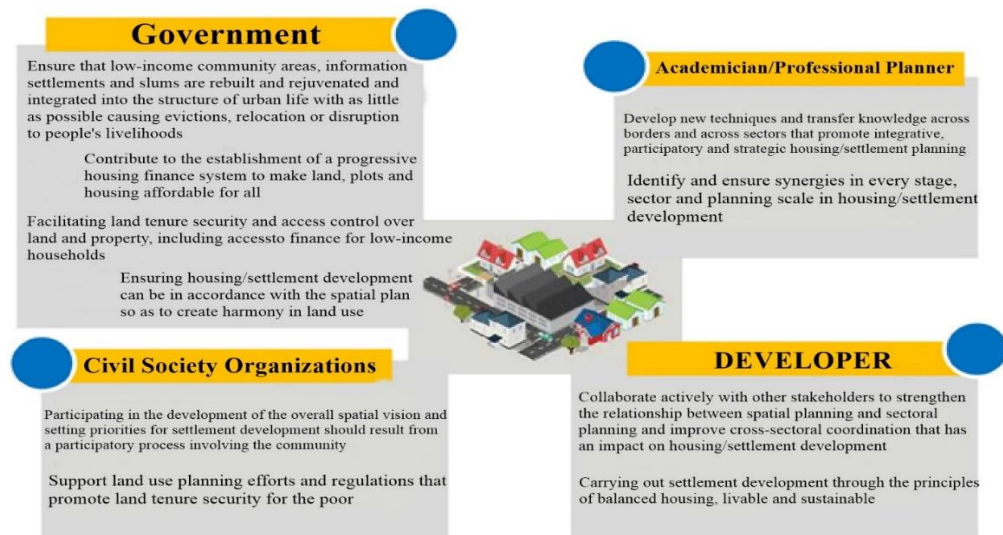 Government
Ensure that low-income community areas, information
settlements and slums are rebuilt and rejuvenated and
integrated into the structure of urban life with as little
as possible causing evictions, relocation or disruption
to people's livelihoods
Contribute to the establishment of a progressive
housing finance system to make land, plots and
housing affordable for all
Facilitating land tenure security and access control over
land and property, including accessto finance for low-income
households
Ensuring housing/settlement development
can be in accordance with the spatial plan
so as to create harmony in land use
Academician/Professional Planner
Develop new techniques and transfer knowledge across
borders and across sectors that promote integrative,
participatory and strategic housing/settlement planning
Identify and ensure synergies in every stage,
sector and planning scale in housing/settlement
development
Civil Society Organizations
Participating in the development of the overall spatial vision and
setting priorities for settlement development should result from
a participatory process involving the community
Support land use planning efforts and regulations that
promote land tenure security for the poor
DEVELOPER
Collaborate actively with other stakeholders to strengthen
the relationship between spatial planning and sectoral
planning and improve cross-sectoral coordination that has
an impact on housing/settlement development
Carrying out settlement development through the principles
of balanced housing, livable and sustainable